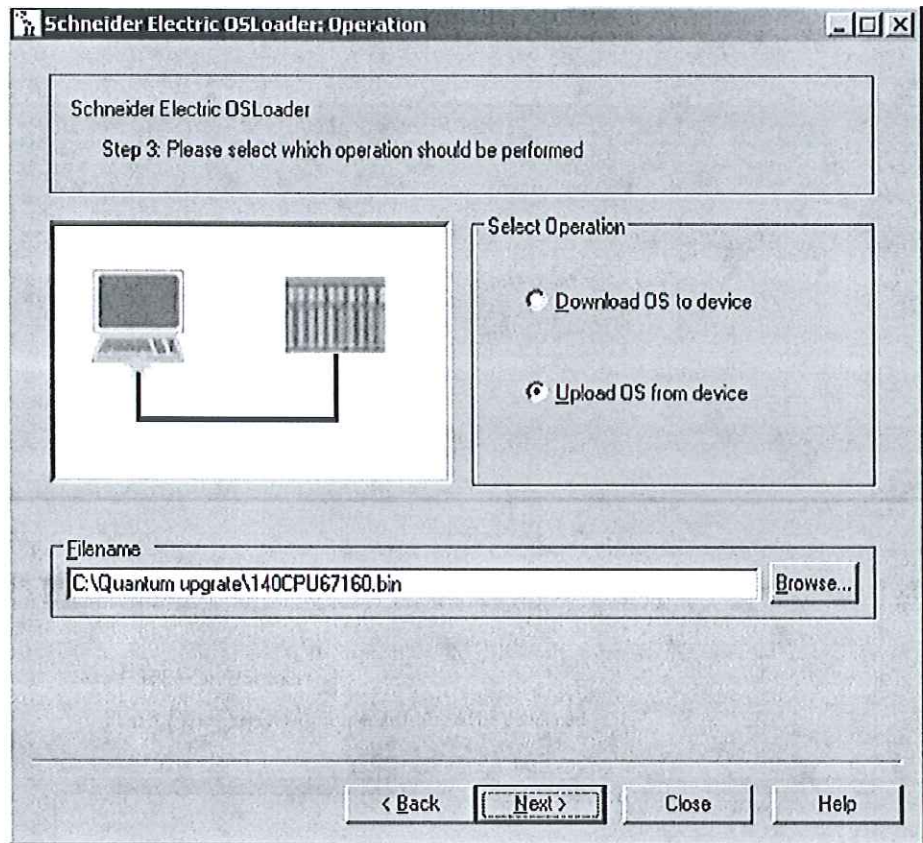 Schneider Electric OSLoader: Operation
Schneider Electric OSLoader
Step 3: Please select which operation should be performed
Select Operation
Download OS to device
Upload OS from device
Filename
C:\Quantum upgrate\140CPU67160.bin
Browse...
< Back
Next >
Close
Help